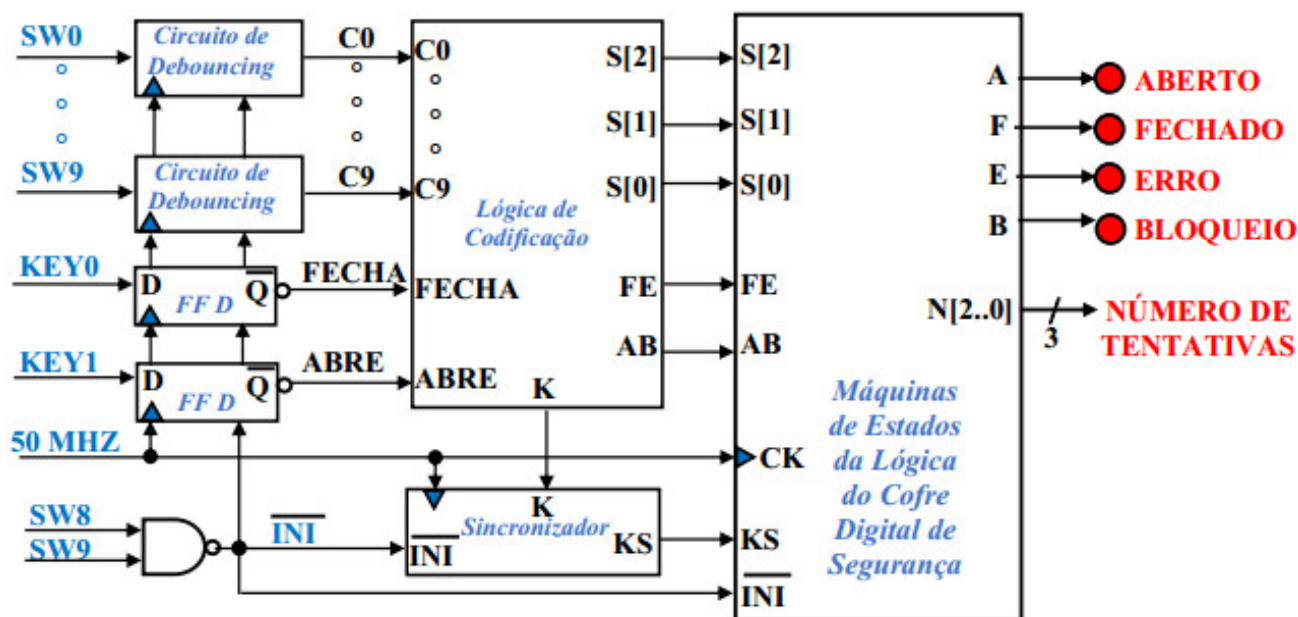 SW0
Circuito de
Debouncing
C0
C0
S[2]
S[2]
A
ABERTO
S[1]
S[1]
F
FECHADO
SW9
Circuito de
Debouncing
C9
C9
S[0]
S[0]
E
ERRO
Lógica de
Codificação
B
BLOQUEIO
KEY0
D
Q
FF D
FECHA
FECHA
FE
FE
N[2..0]
3
NÚMERO DE
TENTATIVAS
KEY1
D
Q
FF D
ABRE
ABRE
AB
AB
K
Máquinas
de Estados
da Lógica
do Cofre
Digital de
Segurança
50 MHZ
CK
K
Sincronizador
SW8
SW9
INI
INI
KS
KS
INI